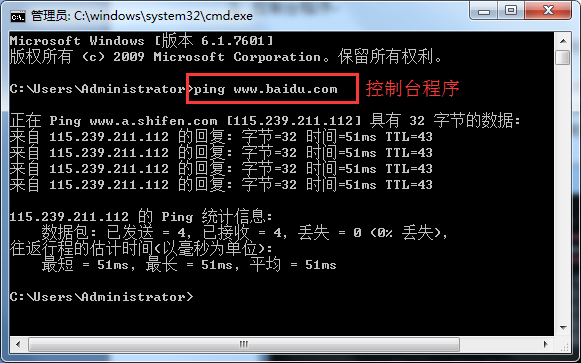 管理员: C:\windows\system32\cmd.exe
Microsoft Windows [版本 6.1.7601]
版权所有 (c) 2009 Microsoft Corporation。保留所有权利。
C:\Users\Administrator>ping www.baidu.com 控制台程序
正在 Ping www.a.shifen.com [115.239.211.112] 具有 32 字节的数据:
来自 115.239.211.112 的回复: 字节=32 时间=51ms TTL=43
来自 115.239.211.112 的回复: 字节=32 时间=51ms TTL=43
来自 115.239.211.112 的回复: 字节=32 时间=51ms TTL=43
来自 115.239.211.112 的回复: 字节=32 时间=51ms TTL=43
115.239.211.112 的 Ping 统计信息:
数据包: 已发送 = 4, 已接收 = 4, 丢失 = 0 (0% 丢失),
往返行程的估计时间(以毫秒为单位):
最短 = 51ms, 最长 = 51ms, 平均 = 51ms
C:\Users\Administrator>